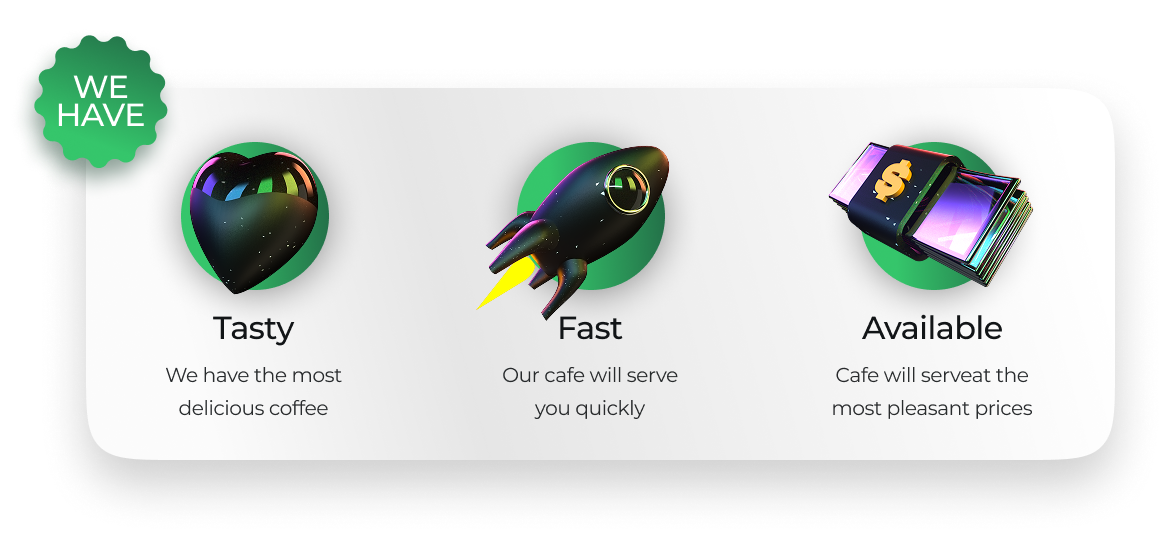 WE
HAVE
Tasty
We have the most
delicious coffee
Fast
Our cafe will serve
you quickly
$
Available
Cafe will serveat the
most pleasant prices